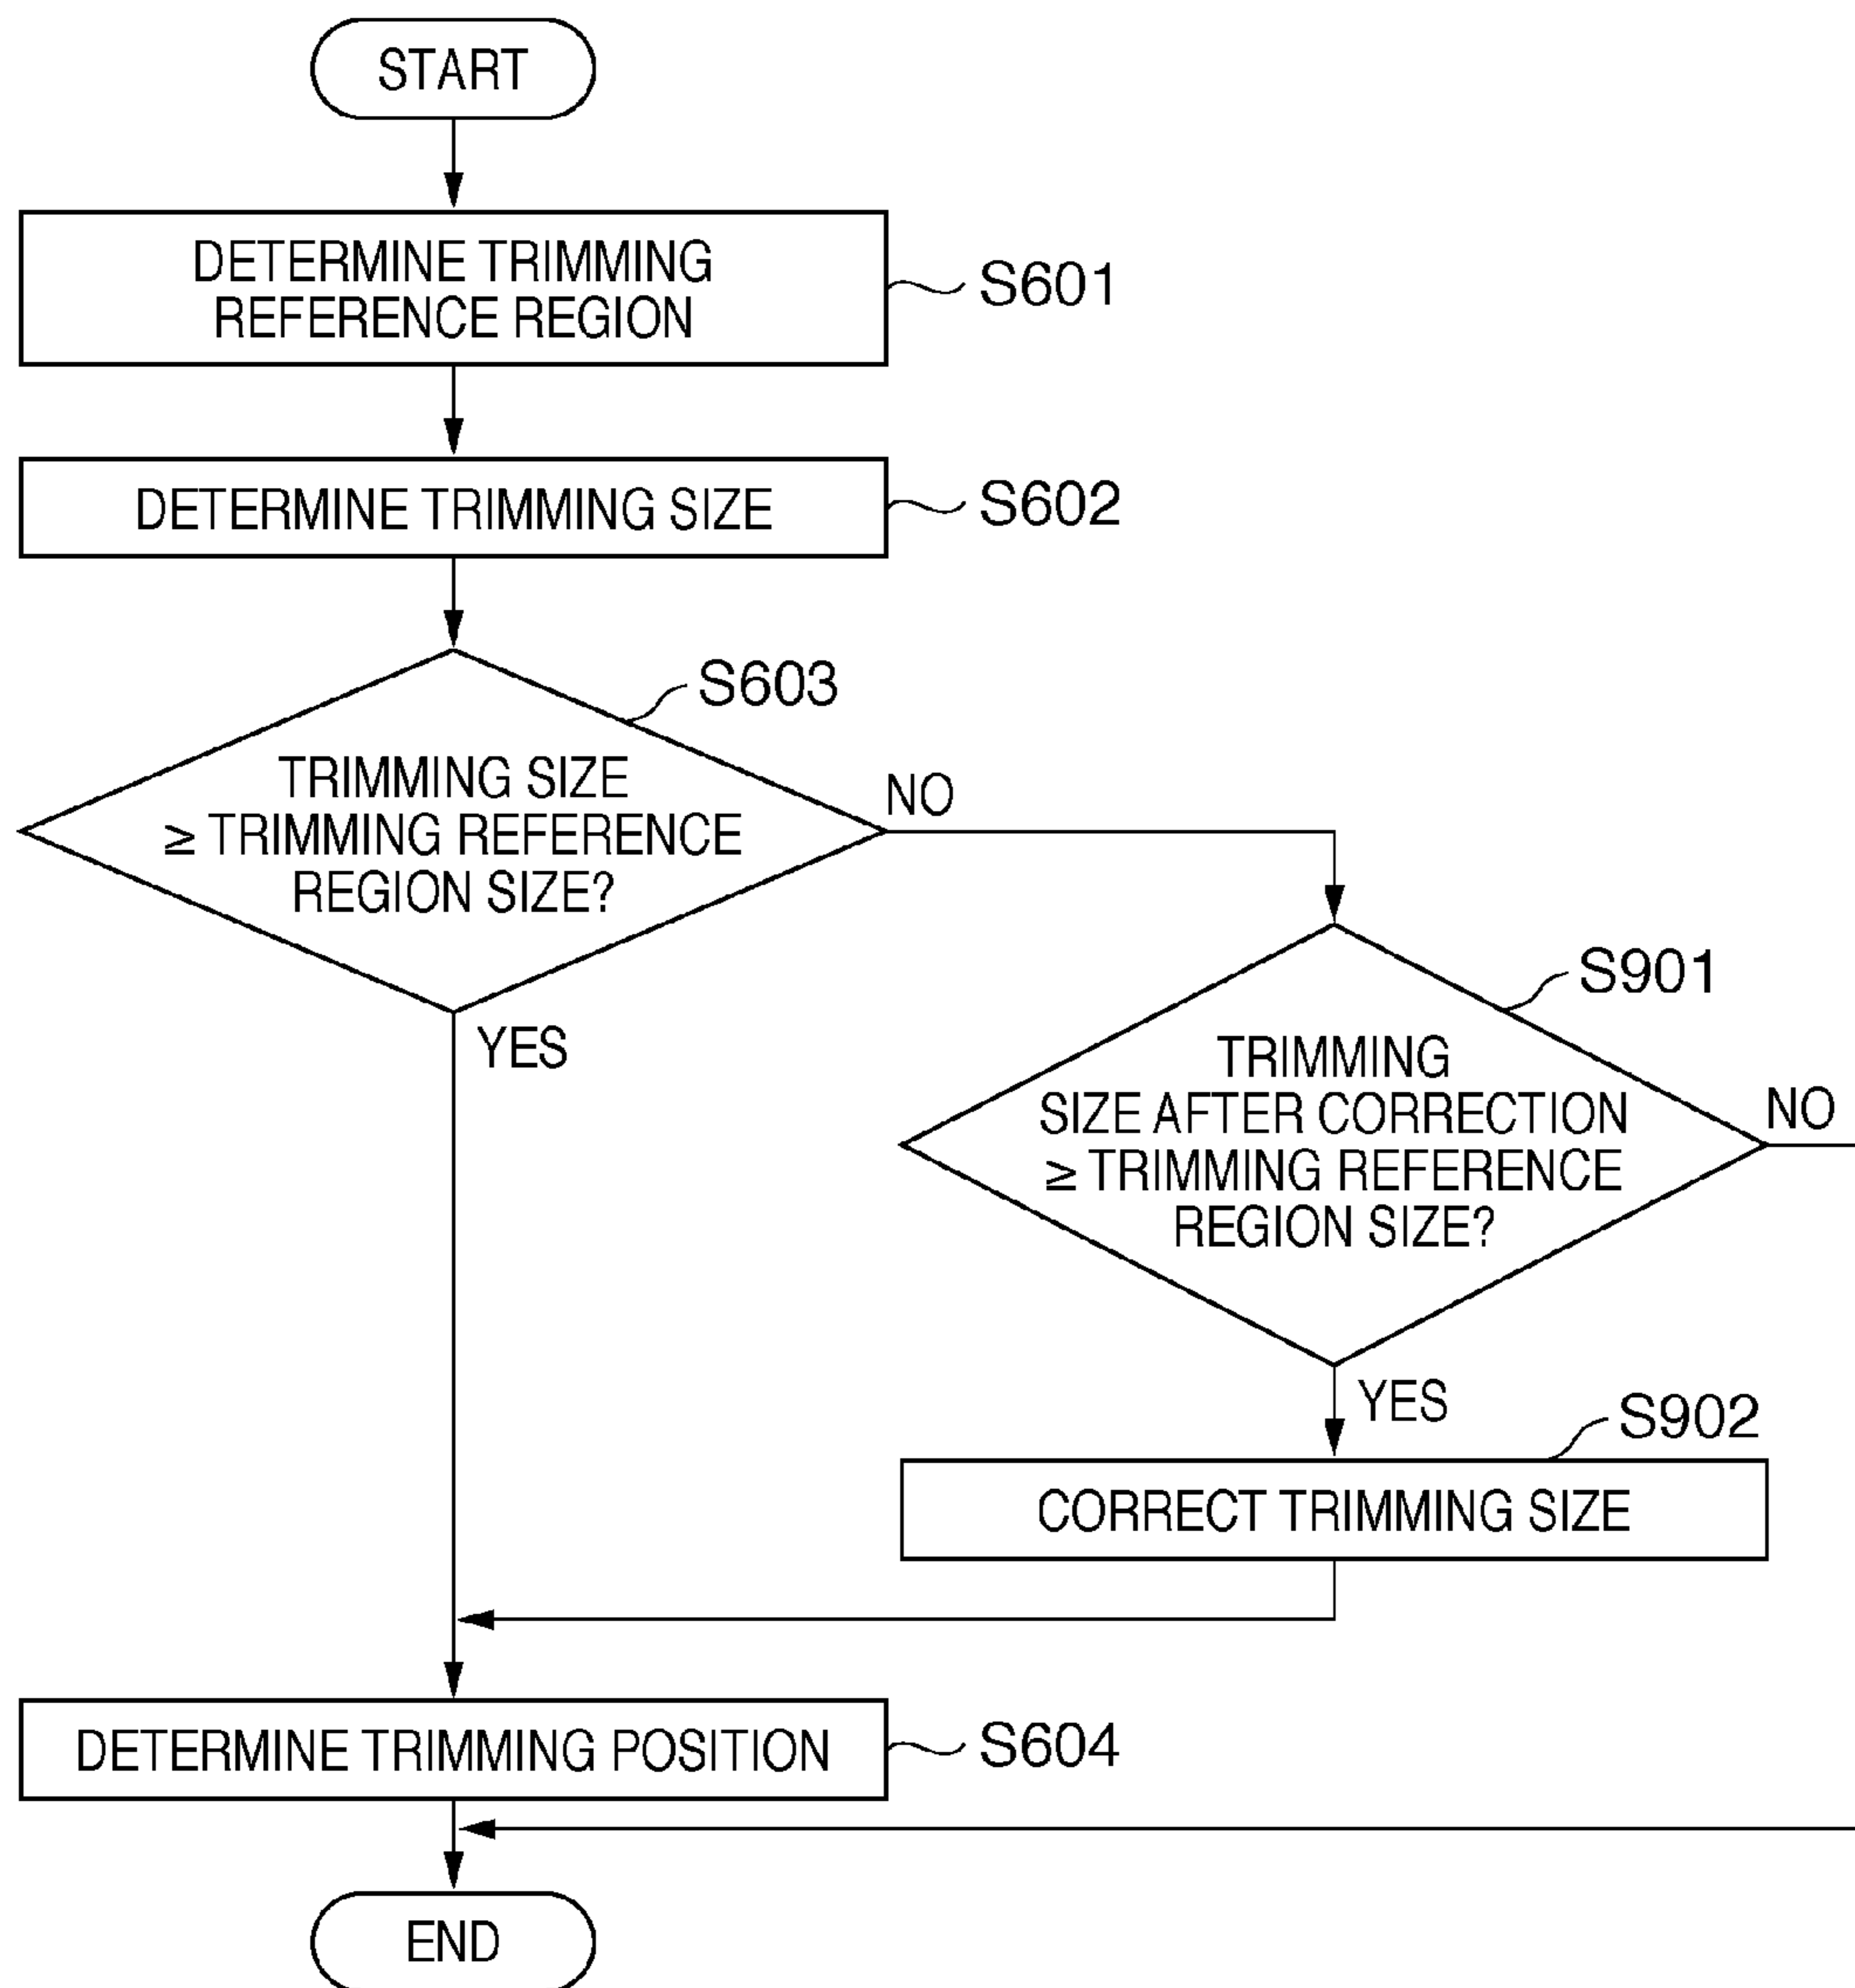 START
DETERMINE TRIMMING
REFERENCE REGION
S601
DETERMINE TRIMMING SIZE
S602
S603
TRIMMING SIZE
≥ TRIMMING REFERENCE
REGION SIZE?
NO
YES
S901
TRIMMING
SIZE AFTER CORRECTION
≥ TRIMMING REFERENCE
REGION SIZE?
NO
YES
S902
CORRECT TRIMMING SIZE
DETERMINE TRIMMING POSITION
S604
END